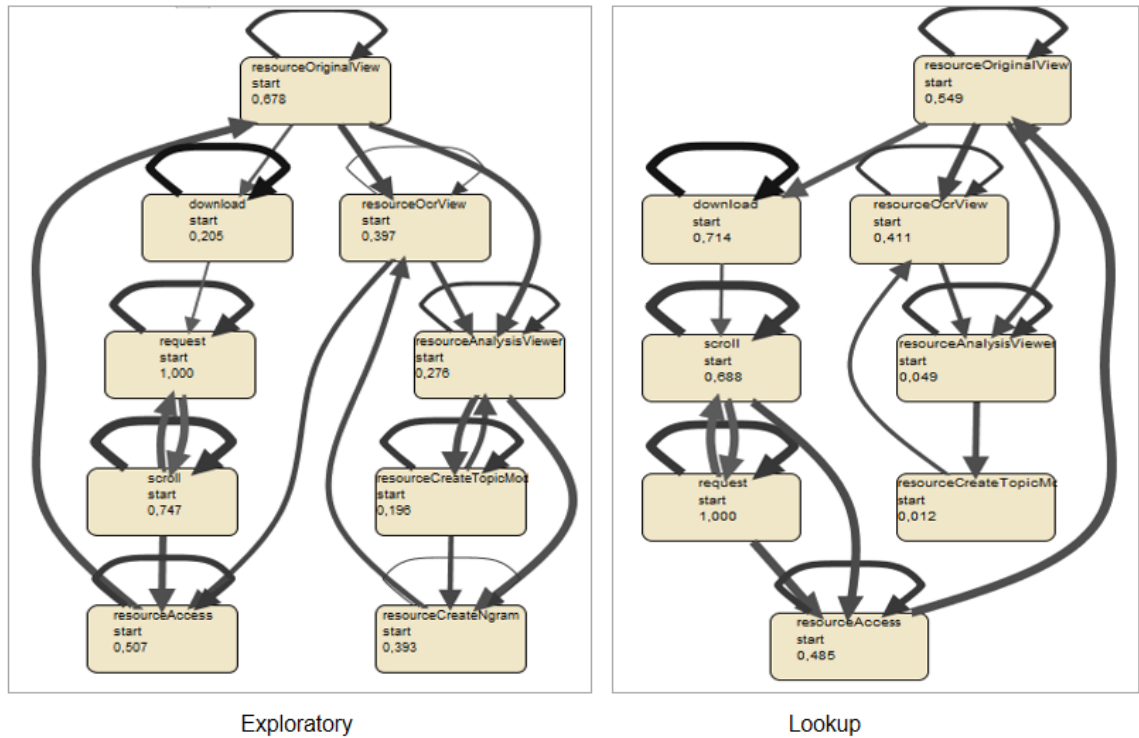 resourceOriginalView
start
0,678
download
start
0,205
resourceOcrView
start
0,397
request
start
1,000
resourceAnalysisViewer
start
0,276
scroll
start
0,747
resourceCreateTopicMod
start
0,196
resourceAccess
start
0,507
resourceCreateNgram
start
0,393
Exploratory
resourceOriginalView
start
0,549
download
start
0,714
resourceOcrView
start
0,411
scroll
start
0,688
resourceAnalysisViewer
start
0,049
request
start
1,000
resourceCreateTopicMo
start
0,012
resourceAccess
start
0,485
Lookup